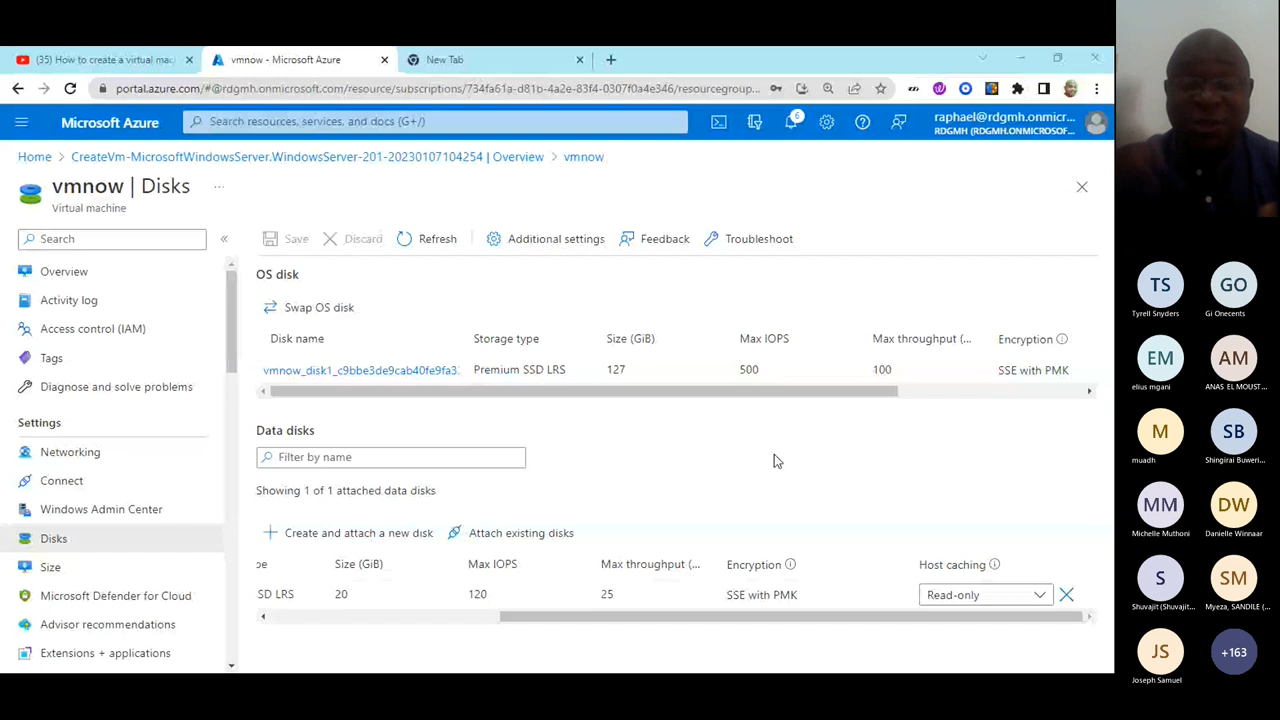 (35) How to create a virtual mac
vmnow - Microsoft Azure
New Tab
portal.azure.com/#@rdgmh.onmicrosoft.com/resource/subscriptions/734fa61a-d81b-4a2e-83f4-0307f0a4e346/resourcegroup...
Microsoft Azure
Search resources, services, and docs (G+/)
6
raphael@rdgmh.onmicr...
RDGMH (RDGMH.ONMICROSOF...
Home > CreateVm-MicrosoftWindowsServer.WindowsServer-201-20230107104254 | Overview > vmnow
vmnow | Disks ...
Virtual machine
Search
«
Save
Discard
Refresh
Additional settings
Feedback
Troubleshoot
Overview
Activity log
Access control (IAM)
Tags
Diagnose and solve problems
Settings
Networking
Connect
Windows Admin Center
Disks
Size
Microsoft Defender for Cloud
Advisor recommendations
Extensions + applications
OS disk
Swap OS disk
Disk name Storage type Size (GiB) Max IOPS Max throughput (... Encryption
vmnow_disk1_c9bbe3de9cab40fe9fa3. Premium SSD LRS 127 500 100 SSE with PMK
Data disks
Filter by name
Showing 1 of 1 attached data disks
Create and attach a new disk
Attach existing disks
pe Size (GiB) Max IOPS Max throughput (... Encryption Host caching
SD LRS 20 120 25 SSE with PMK Read-only
TS
Tyrell Snyders
GO
Gi Onecents
EM
elius mgani
AM
ANAS EL MOUST...
M
muadh
SB
Shingirai Buweri...
MM
Michelle Muthoni
DW
Danielle Winnaar
S
Shuvajit (Shuvajit...
SM
Myeza, SANDILE (...
JS
Joseph Samuel
+163